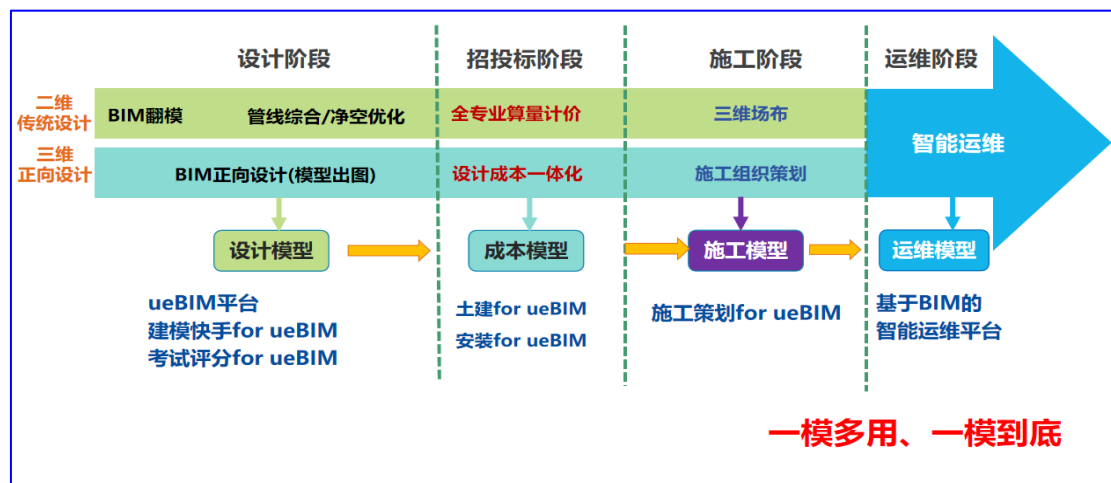 设计阶段
招投标阶段
施工阶段
运维阶段
二维
传统设计
BIM翻模
管线综合/净空优化
全专业算量计价
三维场布
智能运维
三维
正向设计
BIM正向设计(模型出图)
设计成本一体化
施工组织策划
设计模型
成本模型
施工模型
运维模型
ueBIM平台
建模快手for ueBIM
考试评分for ueBIM
土建for ueBIM
安装for ueBIM
施工策划for ueBIM
基于BIM的
智能运维平台
一模多用、一模到底